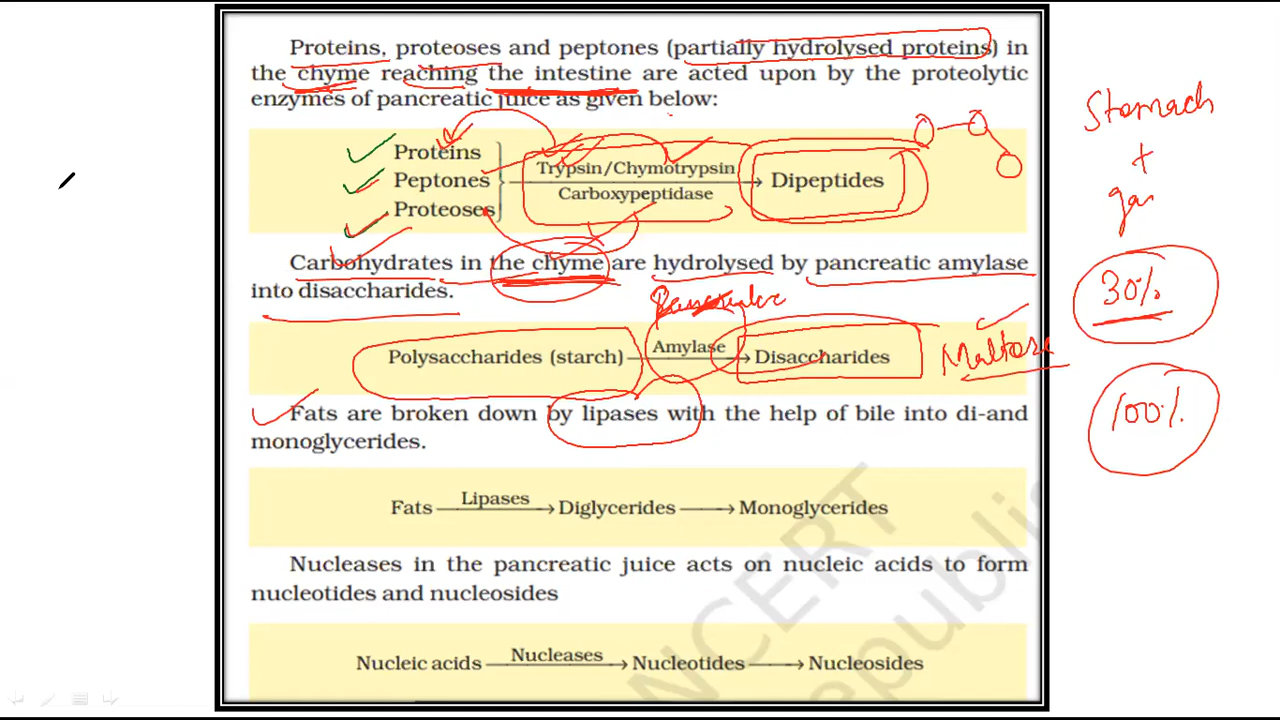 Proteins, proteoses and peptones (partially hydrolysed proteins) in
the chyme reaching the intestine are acted upon by the proteolytic
enzymes of pancreatic juice as given below:
Proteins
Peptones
Proteoses
Trypsin/Chymotrypsin
Carboxypeptidase
Dipeptides
Carbohydrates in the chyme are hydrolysed by pancreatic amylase
into disaccharides.
Polysaccharides (starch)
Amylase
Disaccharides
Maltose
Fats are broken down by lipases with the help of bile into di-and
monoglycerides.
Fats
Lipases
Diglycerides
Monoglycerides
Nucleases in the pancreatic juice acts on nucleic acids to form
nucleotides and nucleosides
Nucleic acids
Nucleases
Nucleotides
Nucleosides
Stomach
+
30%
100%
NCERT